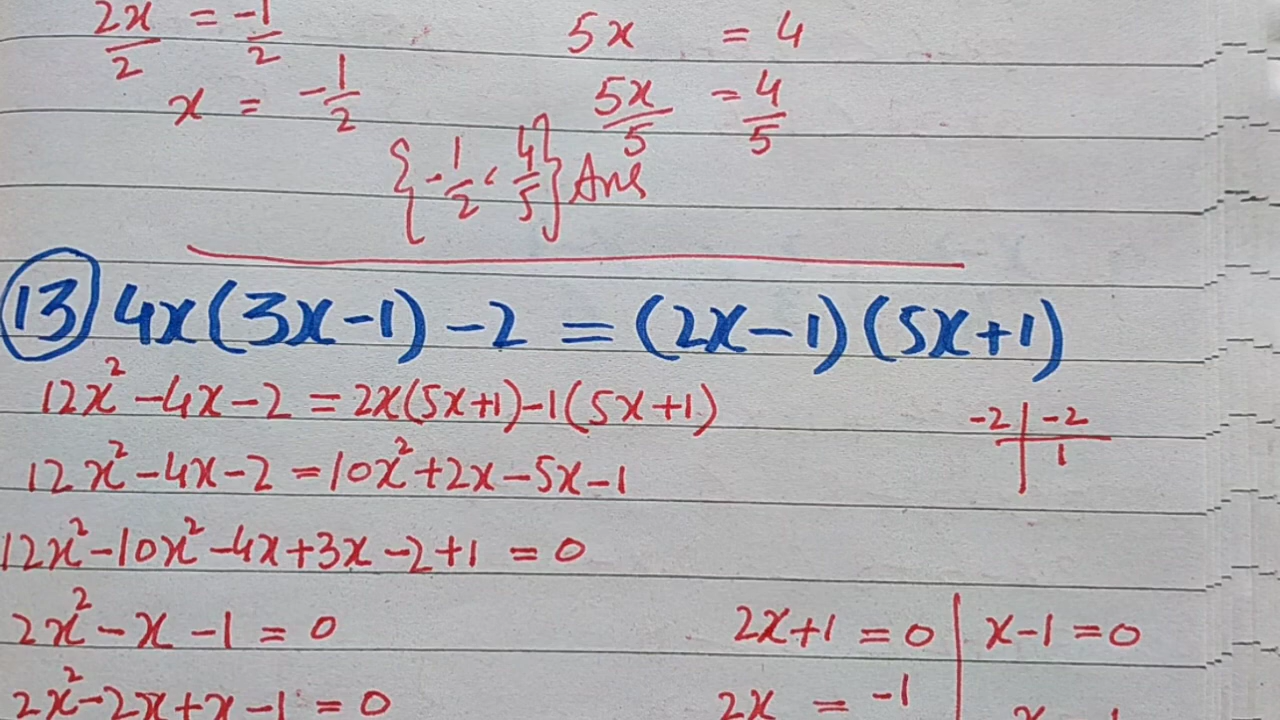 2x/2 = -1/2    5x = 4
x = -1/2    5x/5 = 4/5
{-1/2, 4/5} Ans
13) 4x(3x-1)-2 = (2x-1)(5x+1)
12x²-4x-2 = 2x(5x+1)-1(5x+1)    -2 | -2
12x²-4x-2 = 10x²+2x-5x-1    | 1
12x²-10x²-4x+3x-2+1 = 0
2x²-x-1 = 0    2x+1 = 0 | x-1 = 0
2x²-2x+x-1 = 0    2x = -1 |